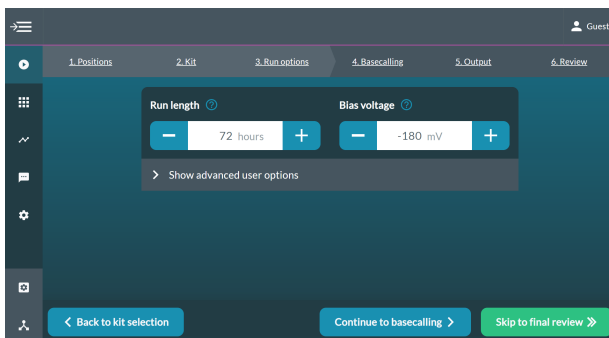 Guest
1. Positions 2. Kit 3. Run options 4. Basecalling 5. Output 6. Review
Run length ? Bias voltage ?
− 72 hours + − -180 mV +
Show advanced user options
Back to kit selection Continue to basecalling Skip to final review